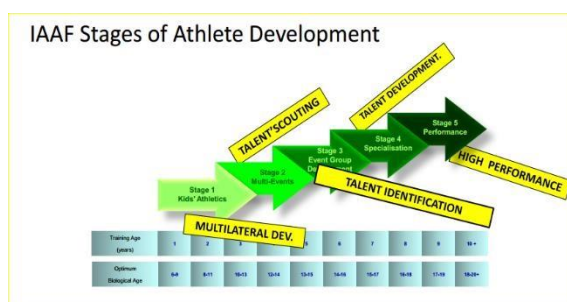 IAAF Stages of Athlete Development
TALENT DEVELOPMENT.
TALENT'SCOUTING
Stage 5
Performance
Stage 4
Specialisation
Stage 3
Event Group
HIGH PERFORMANCE
Stage 2
Multi-Events
TALENT IDENTIFICATION
Stage 1
Kids' Athletics
MULTILATERAL DEV.
Training Age
(years)
1 2 3 5 6 7 8 9 10 +
Optimum
Biological Age
6-9 8-11 10-13 12-14 13-15 14-16 15-17 16-18 17-19 18-20+